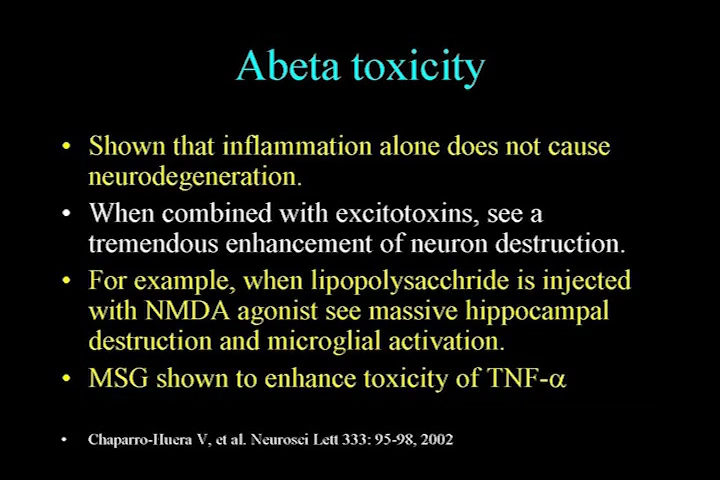 Abeta toxicity
• Shown that inflammation alone does not cause
neurodegeneration.
• When combined with excitotoxins, see a
tremendous enhancement of neuron destruction.
• For example, when lipopolysacchride is injected
with NMDA agonist see massive hippocampal
destruction and microglial activation.
• MSG shown to enhance toxicity of TNF-α
• Chaparro-Huera V, et al. Neurosci Lett 333: 95-98, 2002